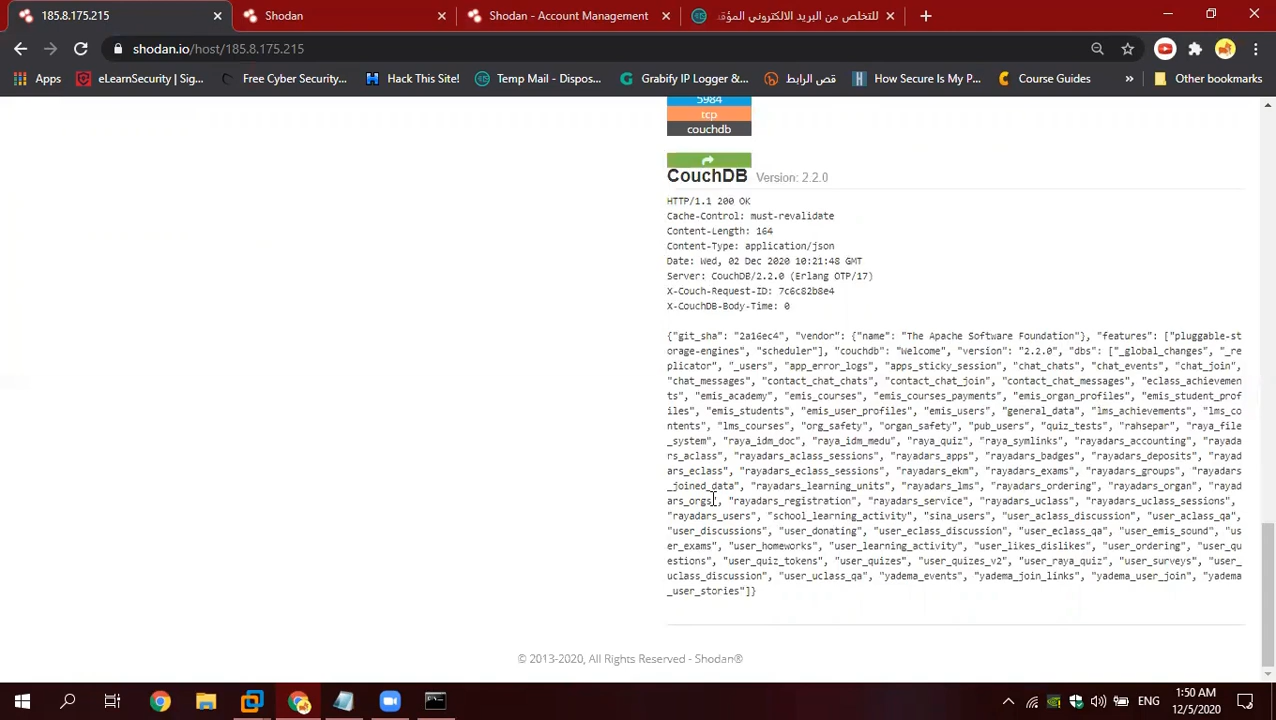 185.8.175.215
Shodan
Shodan - Account Management
للتخلص من البريد الالكتروني المؤقـ
shodan.io/host/185.8.175.215
Apps
eLearnSecurity | Sig...
Free Cyber Security...
Hack This Site!
Temp Mail - Dispos...
Grabify IP Logger &...
قص الرابط
How Secure Is My P...
Course Guides
»
Other bookmarks
5984
tcp
couchdb
CouchDB Version: 2.2.0
HTTP/1.1 200 OK
Cache-Control: must-revalidate
Content-Length: 164
Content-Type: application/json
Date: Wed, 02 Dec 2020 10:21:48 GMT
Server: CouchDB/2.2.0 (Erlang OTP/17)
X-Couch-Request-ID: 7c6c82b8e4
X-CouchDB-Body-Time: 0
{"git_sha": "2a16ec4", "vendor": {"name": "The Apache Software Foundation"}, "features": ["pluggable-st
orage-engines", "scheduler"], "couchdb": "Welcome", "version": "2.2.0", "dbs": ["_global_changes", "_re
plicator", "_users", "app_error_logs", "apps_sticky_session", "chat_chats", "chat_events", "chat_join",
"chat_messages", "contact_chat_chats", "contact_chat_join", "contact_chat_messages", "eclass_achievemen
ts", "emis_academy", "emis_courses", "emis_courses_payments", "emis_organ_profiles", "emis_student_prof
iles", "emis_students", "emis_user_profiles", "emis_users", "general_data", "lms_achievements", "lms_co
ntents", "lms_courses", "org_safety", "organ_safety", "pub_users", "quiz_tests", "rahsepar", "raya_file
_system", "raya_idm_doc", "raya_idm_medu", "raya_quiz", "raya_symlinks", "rayadars_accounting", "rayada
rs_aclass", "rayadars_aclass_sessions", "rayadars_apps", "rayadars_badges", "rayadars_deposits", "rayad
ars_eclass", "rayadars_eclass_sessions", "rayadars_ekm", "rayadars_exams", "rayadars_groups", "rayadars
_joined_data", "rayadars_learning_units", "rayadars_lms", "rayadars_ordering", "rayadars_organ", "rayad
ars_orgs", "rayadars_registration", "rayadars_service", "rayadars_uclass", "rayadars_uclass_sessions",
"rayadars_users", "school_learning_activity", "sina_users", "user_aclass_discussion", "user_aclass_qa",
"user_discussions", "user_donating", "user_eclass_discussion", "user_eclass_qa", "user_emis_sound", "us
er_exams", "user_homeworks", "user_learning_activity", "user_likes_dislikes", "user_ordering", "user_qu
estions", "user_quiz_tokens", "user_quizes", "user_quizes_v2", "user_raya_quiz", "user_surveys", "user_
uclass_discussion", "user_uclass_qa", "yadema_events", "yadema_join_links", "yadema_user_join", "yadema
_user_stories"]}
© 2013-2020, All Rights Reserved - Shodan®
ENG
1:50 AM
12/5/2020